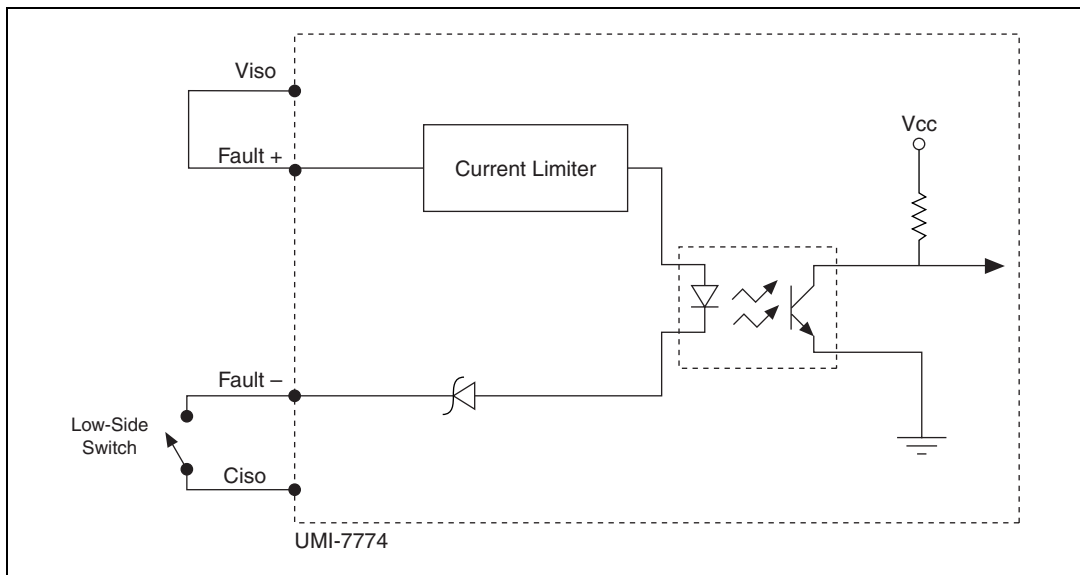 Viso
Vcc
Fault +
Current Limiter
Fault –
Low-Side
Switch
Ciso
UMI-7774